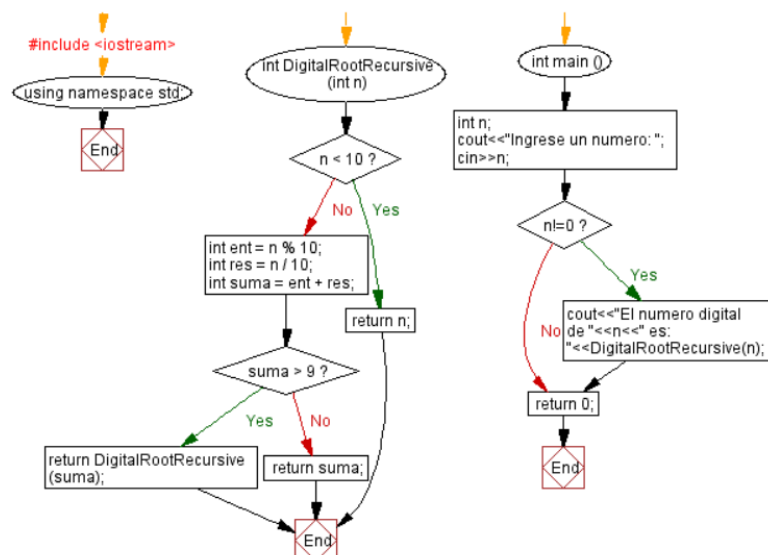 #include <iostream>
using namespace std
End
int DigitalRootRecursive
(int n)
n < 10 ?
No
Yes
int ent = n % 10;
int res = n / 10;
int suma = ent + res;
return n;
suma > 9 ?
Yes
No
return DigitalRootRecursive
(suma);
return suma;
End
int main ()
int n;
cout<<"Ingrese un numero: ";
cin>>n;
n!=0 ?
Yes
No
cout<<"El numero digital
de "<<n<<" es:
"<<DigitalRootRecursive(n);
return 0;
End